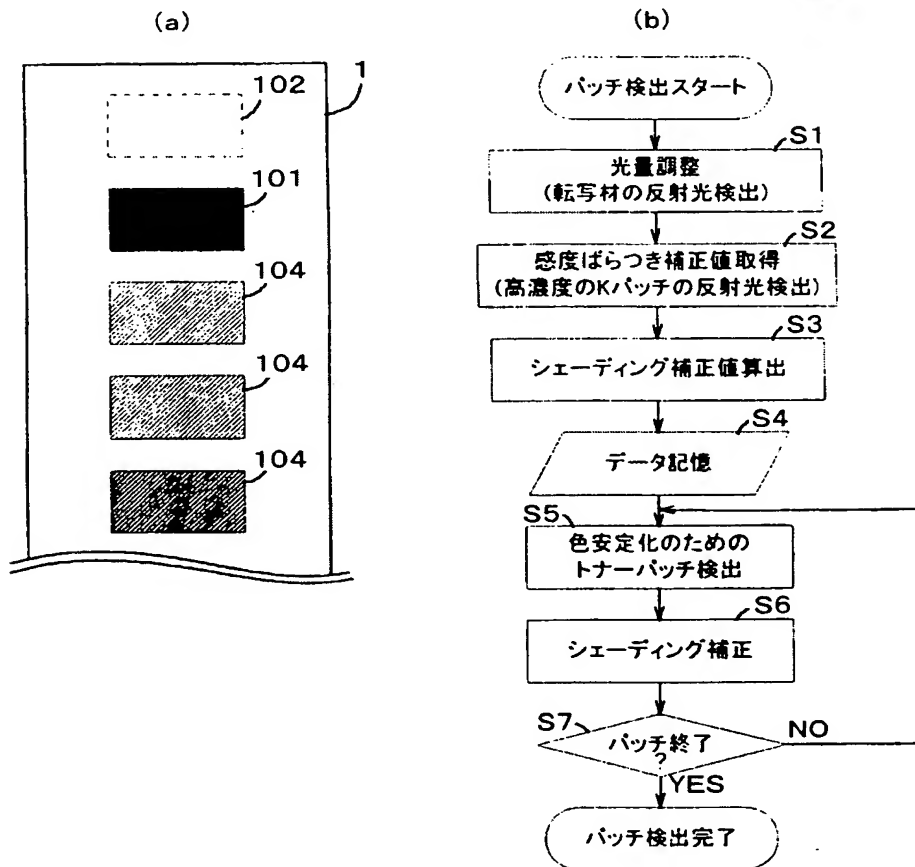 (a)
102
1
101
104
104
104
(b)
パッチ検出スタート
S1
光量調整
(転写材の反射光検出)
S2
感度ばらつき補正値取得
(高濃度のKパッチの反射光検出)
S3
シェーディング補正値算出
S4
データ記憶
S5
色安定化のための
トナーパッチ検出
S6
シェーディング補正
S7
パッチ終了
?
NO
YES
パッチ検出完了